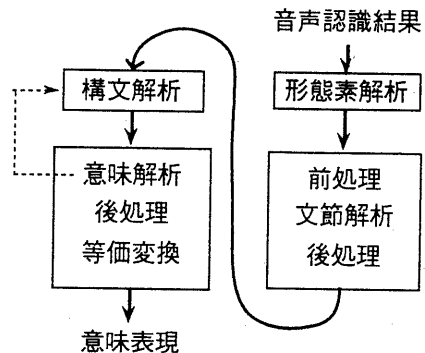 音声認識結果
形態素解析
前処理
文節解析
後処理
構文解析
意味解析
後処理
等価変換
意味表現